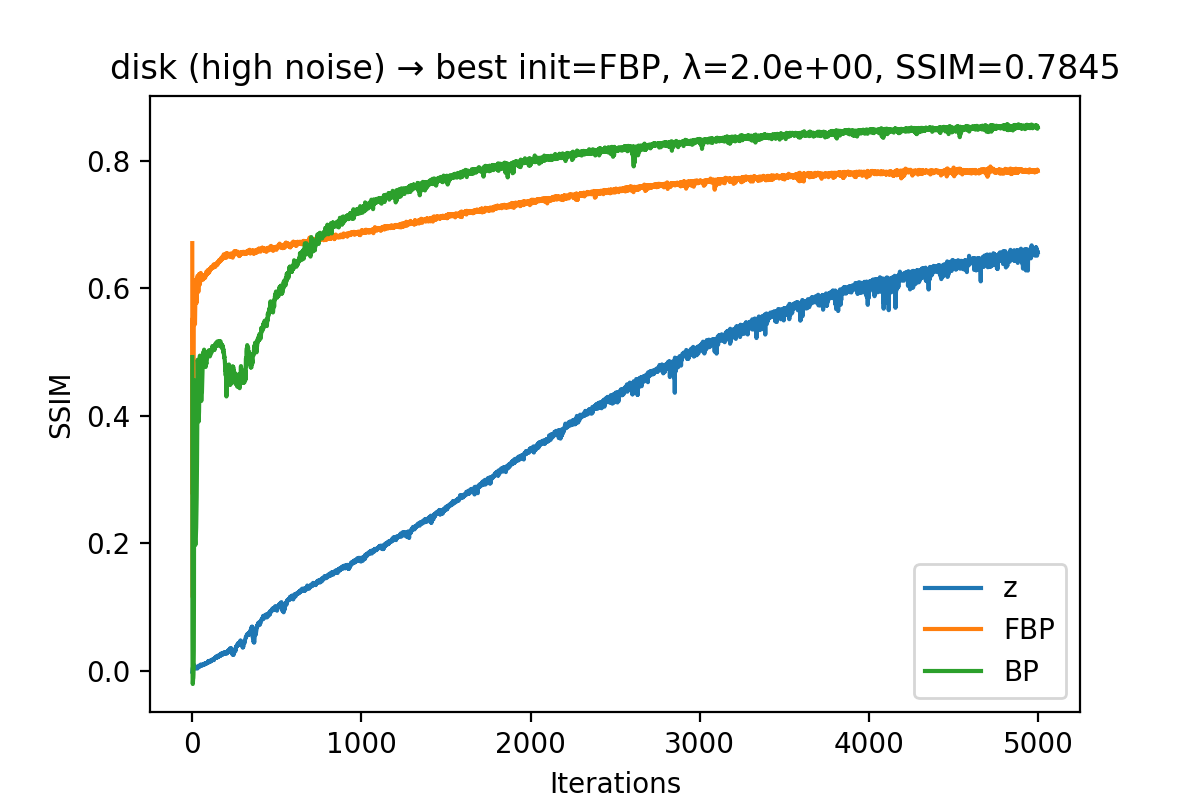 disk (high noise) → best init=FBP, λ=2.0e+00, SSIM=0.7845
SSIM
0.8
0.6
0.4
0.2
0.0
z
FBP
BP
0 1000 2000 3000 4000 5000
Iterations